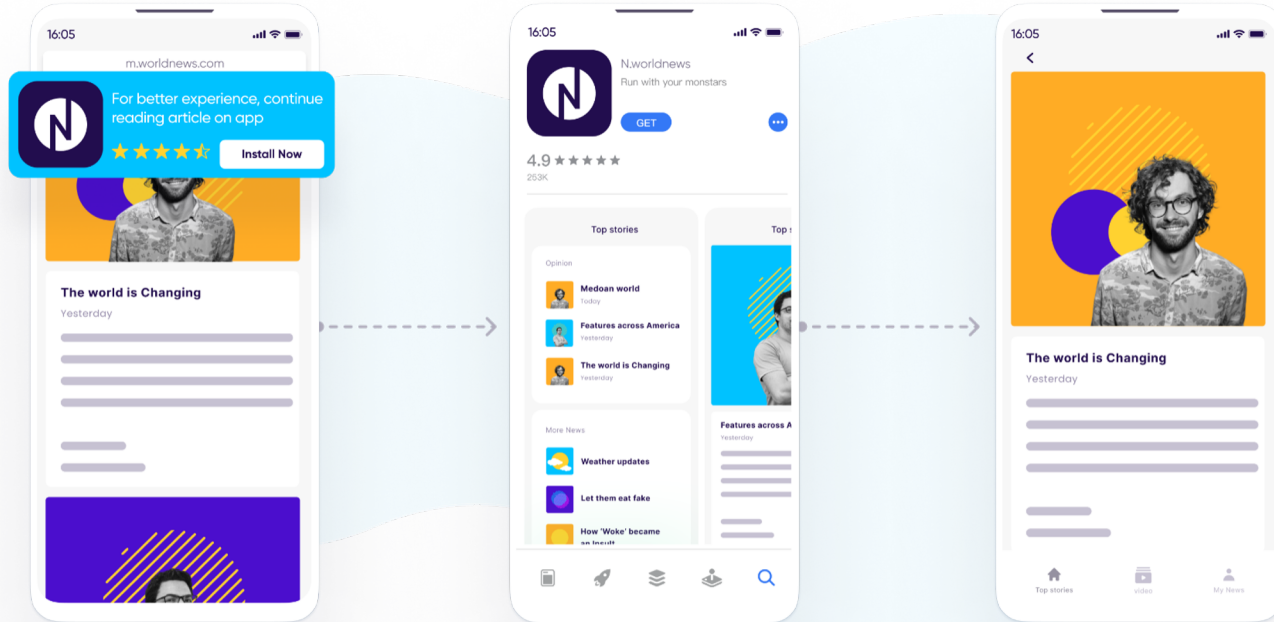 16:05
m.worldnews.com
For better experience, continue
reading article on app
Install Now
The world is Changing
Yesterday
16:05
N.worldnews
Run with your monstars
GET
4.9
253K
Top stories
Opinion
Medoan world
Today
Features across America
Yesterday
The world is Changing
Yesterday
More News
Weather updates
Let them eat fake
How 'Woke' became
an Insult
Top s
Features across A
Yesterday
16:05
The world is Changing
Yesterday
Top stories
video
My News